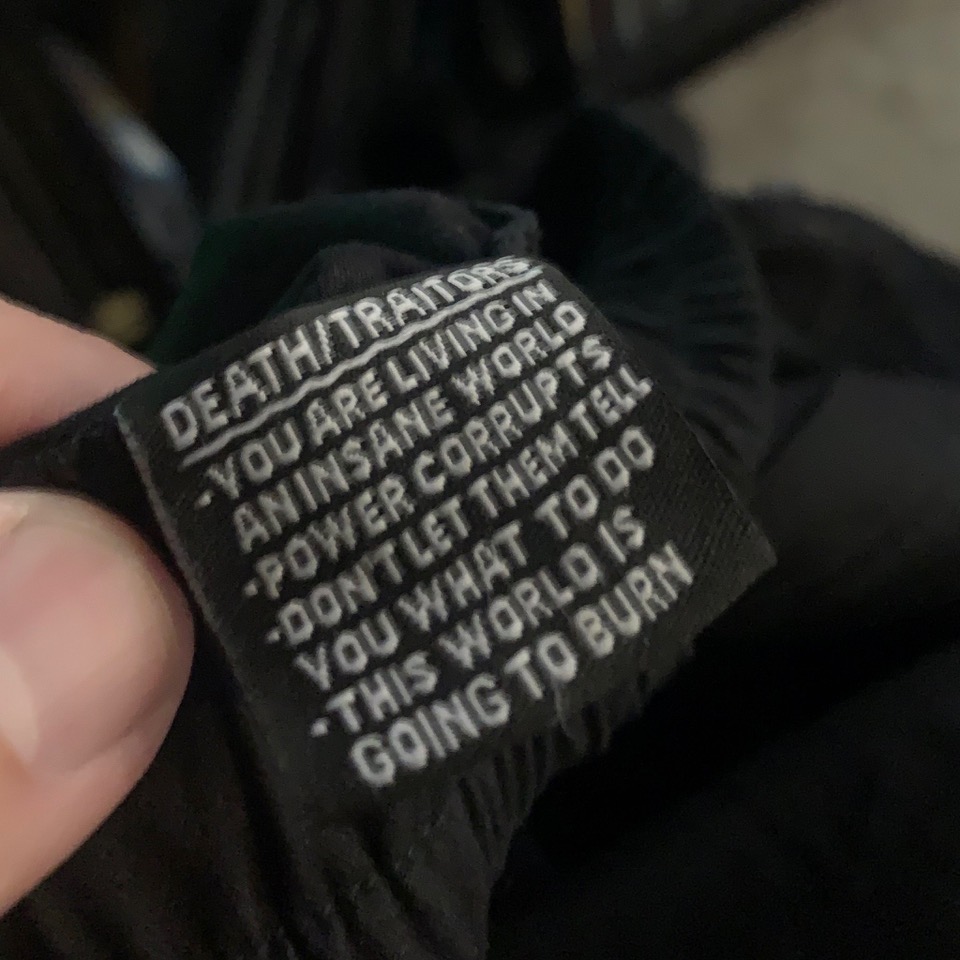 DEATH/TRAITORS
-YOU ARE LIVING IN
AN INSANE WORLD
-POWER CORRUPTS
-DON'T LET THEM TELL
YOU WHAT TO DO
-THIS WORLD IS
GOING TO BURN